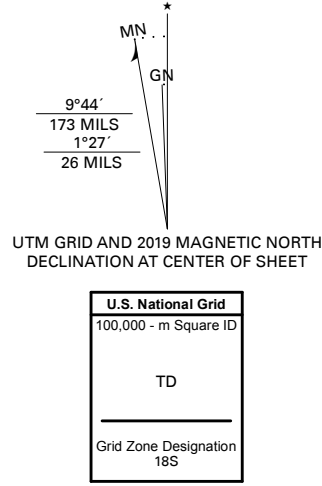 ★
MN
GN
9°44´
173 MILS
1°27´
26 MILS
UTM GRID AND 2019 MAGNETIC NORTH
DECLINATION AT CENTER OF SHEET
U.S. National Grid
100,000 - m Square ID
TD
Grid Zone Designation
18S